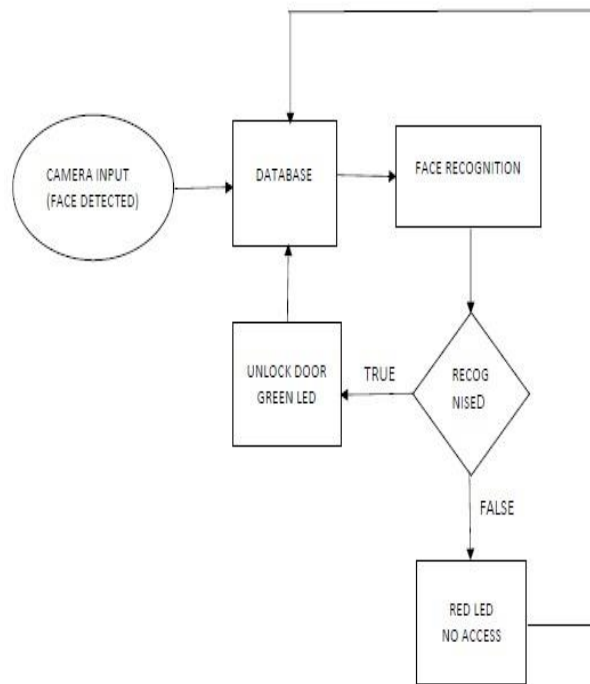 CAMERA INPUT
(FACE DETECTED)
DATABASE
FACE RECOGNITION
UNLOCK DOOR
GREEN LED
TRUE
RECOG
NISED
FALSE
RED LED
NO ACCESS